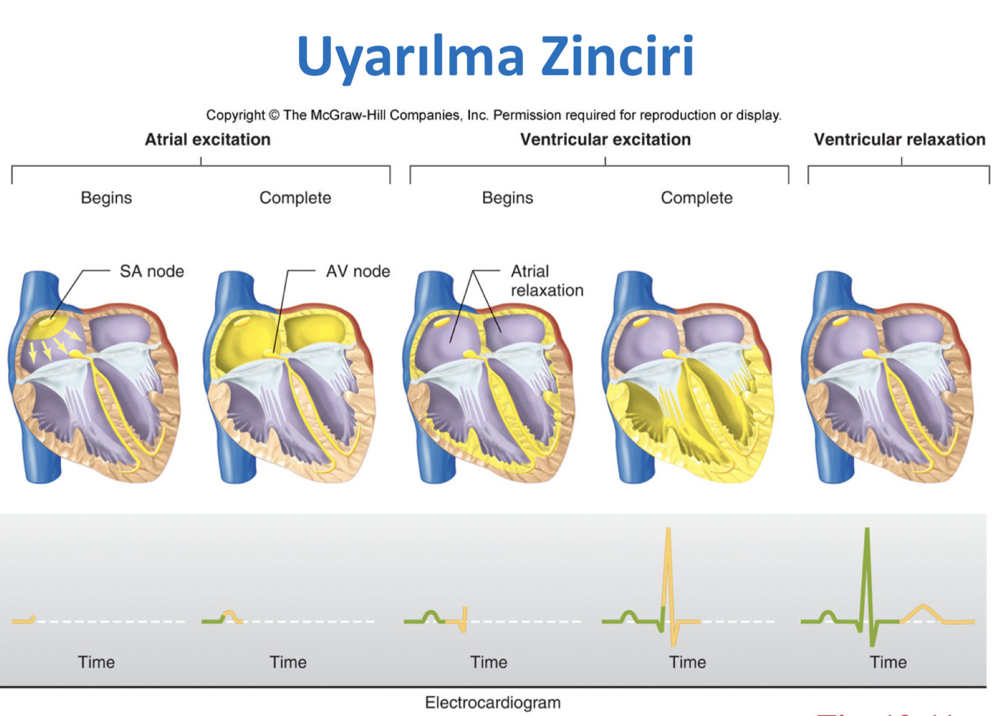 Uyarılma Zinciri
Copyright © The McGraw-Hill Companies, Inc. Permission required for reproduction or display.
Atrial excitation
Ventricular excitation
Ventricular relaxation
Begins
Complete
Begins
Complete
SA node
AV node
Atrial
relaxation
Time
Time
Time
Time
Time
Electrocardiogram